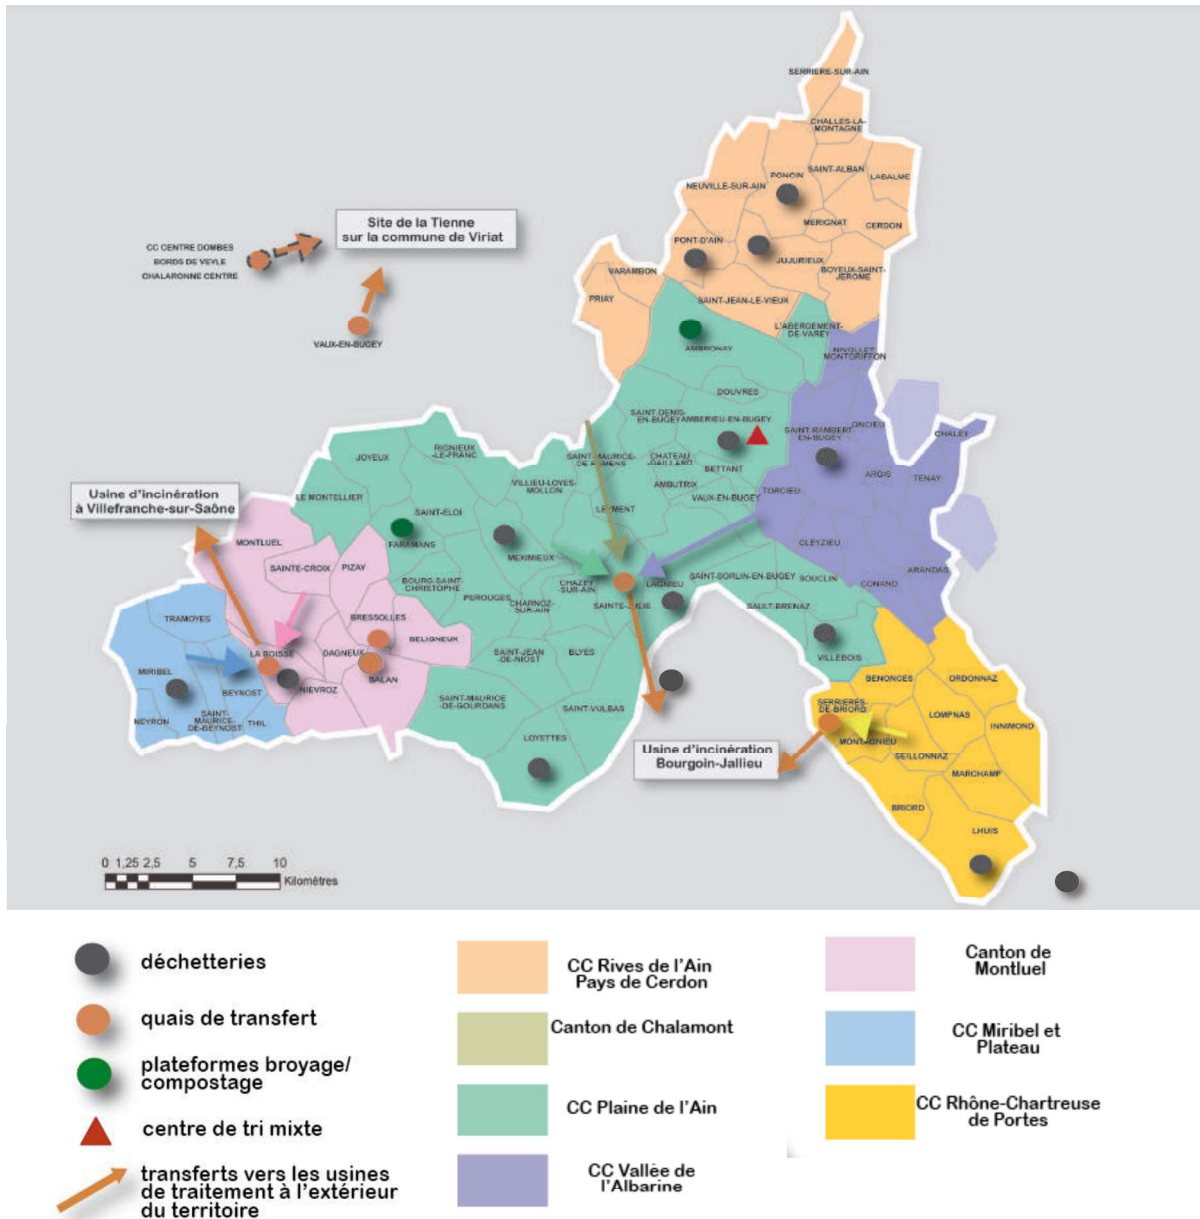 SERRIERE-SUR-AIN
CHALLES-LA-
MONTAGNE
SAINT-ALBAN
PONCIN
LABALME
NEUVILLE-SUR-AIN
MERIGNAT
CERDON
PONT-D'AIN
JUJURIEUX
BOYEUX-SAINT-
JEROME
VARAMBON
PRIAY
SAINT-JEAN-LE-VIEUX
L'ABERGEMENT-
DE-VAREY
Site de la Tienne
sur la commune de Viriat
CC CENTRE DOMBES
BORDS DE VEYLE
CHALARONNE CENTRE
VAUX-EN-BUGEY
AMBRONAY
NIVOLLET-
MONTGRIFFON
DOUVRES
SAINT-DENIS-
EN-BUGEY
AMBERIEU-EN-BUGEY
SAINT-RAMBERT-
EN-BUGEY
ONCIEU
CHALEY
RIGNIEUX
-LE-FRANC
JOYEUX
SAINT-MAURICE-
DE-REMENS
CHATEAU
-GAILLARD
BETTANT
ARGIS
TENAY
VILLIEU-LOYES-
MOLLON
AMBUTRIX
VAUX-EN-BUGEY
TORCIEU
LE MONTELLIER
SAINT-ELOI
LEYMENT
Usine d'incinération
à Villefranche-sur-Saône
MONTLUEL
FARAMANS
MEXIMIEUX
CLEYZIEU
SAINTE-CROIX
PIZAY
BOURG-SAINT-
CHRISTOPHE
PEROUGES
CHARNOZ-
SUR-AIN
CHAZEY
-SUR-AIN
LAGNIEU
SAINT-SORLIN-EN-BUGEY
SOUCLIN
CONAND
ARANDAS
SAINTE-JULIE
SAULT-BRENAZ
TRAMOYES
BRESSOLLES
BELIGNEUX
LA BOISSE
DAGNEUX
SAINT-JEAN
-DE-NIOST
BLYES
VILLEBOIS
MIRIBEL
BEYNOST
NIEVROZ
BALAN
BENONCES
ORDONNAZ
SAINT-MAURICE
-DE-GOURDANS
SAINT-VULBAS
SERRIERES-
DE-BRIORD
LOMPNAS
INNIMOND
NEYRON
SAINT-
MAURICE-
DE-BEYNOST
THIL
LOYETTES
MONTAGNIEU
SEILLONNAZ
Usine d'incinération
Bourgoin-Jallieu
MARCHAMP
BRIORD
LHUIS
0 1,25 2,5 5 7,5 10
Kilomètres
déchetteries
quais de transfert
plateformes broyage/
compostage
centre de tri mixte
transferts vers les usines
de traitement à l'extérieur
du territoire
CC Rives de l'Ain
Pays de Cerdon
Canton de Chalamont
CC Plaine de l'Ain
CC Vallée de
l'Albarine
Canton de
Montluel
CC Miribel et
Plateau
CC Rhône-Chartreuse
de Portes